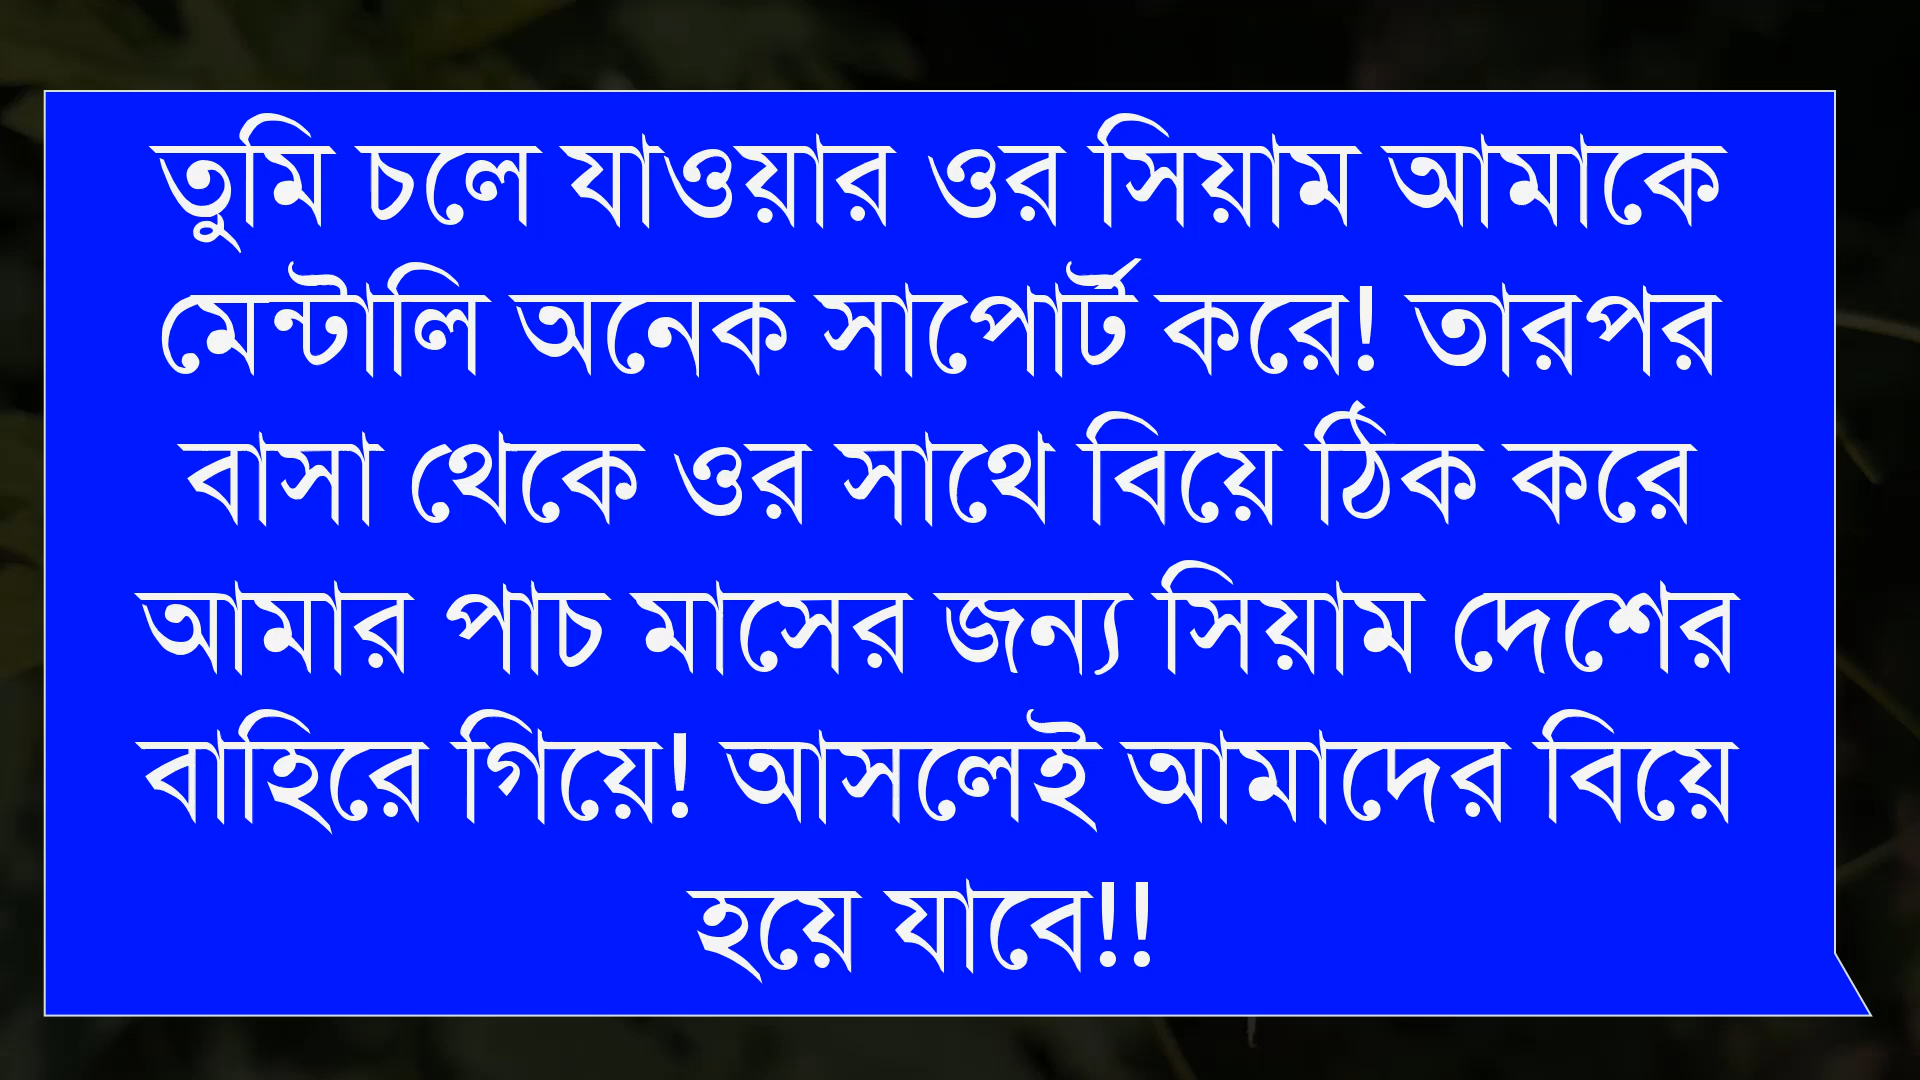 তুমি চলে যাওয়ার ওর সিয়াম আমাকে
মেন্টালি অনেক সাপোর্ট করে! তারপর
বাসা থেকে ওর সাথে বিয়ে ঠিক করে
আমার পাচ মাসের জন্য সিয়াম দেশের
বাহিরে গিয়ে! আসলেই আমাদের বিয়ে
হয়ে যাবে!!